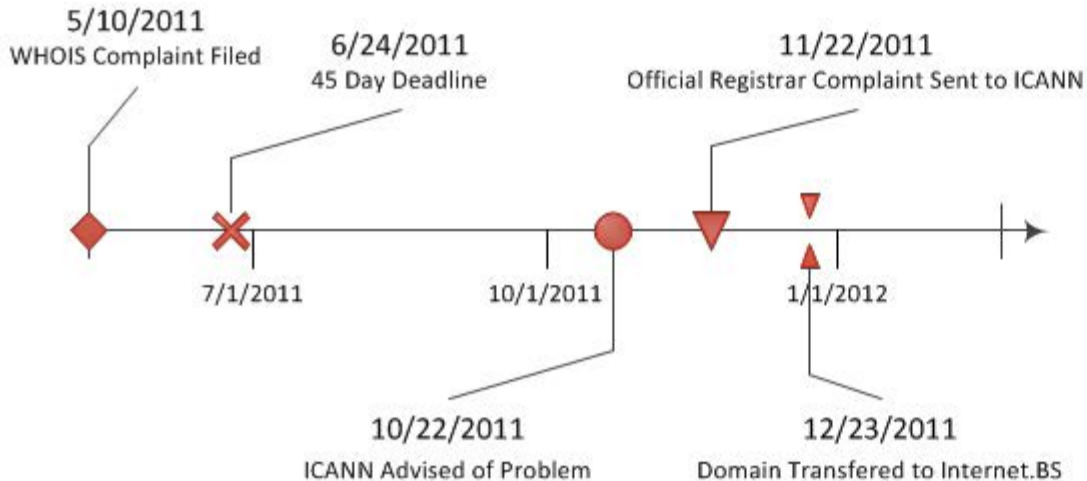 5/10/2011
WHOIS Complaint Filed
6/24/2011
45 Day Deadline
11/22/2011
Official Registrar Complaint Sent to ICANN
7/1/2011
10/1/2011
1/1/2012
10/22/2011
ICANN Advised of Problem
12/23/2011
Domain Transfered to Internet.BS